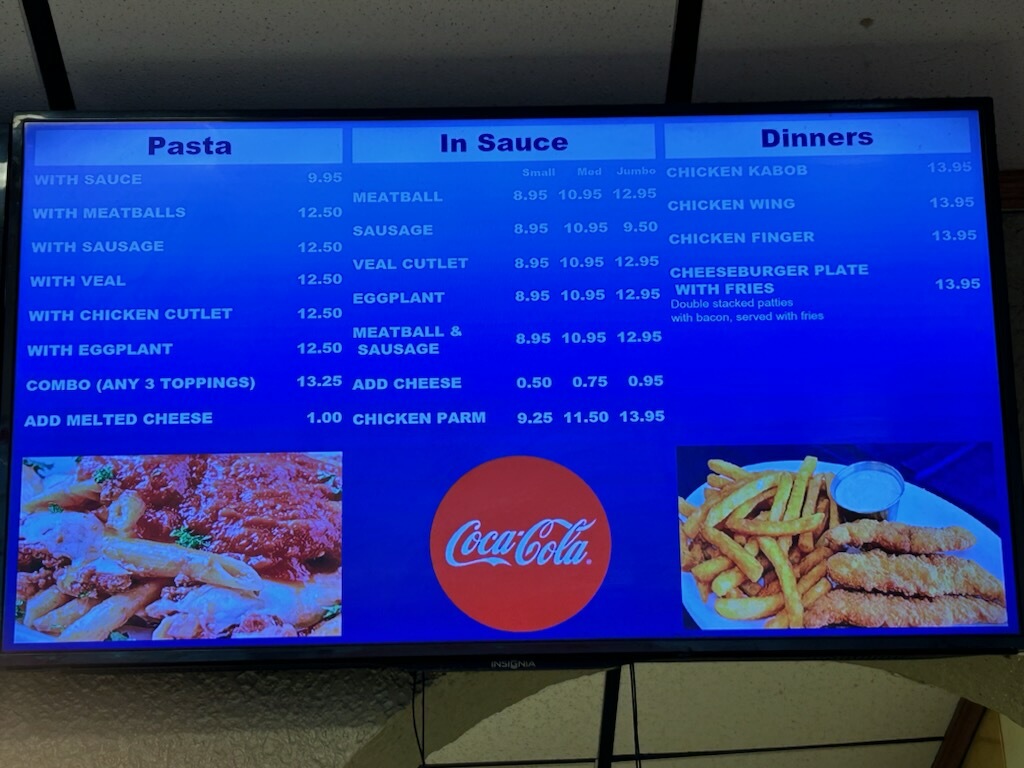 Pasta
WITH SAUCE 9.95
WITH MEATBALLS 12.50
WITH SAUSAGE 12.50
WITH VEAL 12.50
WITH CHICKEN CUTLET 12.50
WITH EGGPLANT 12.50
COMBO (ANY 3 TOPPINGS) 13.25
ADD MELTED CHEESE 1.00
In Sauce
Small Med Jumbo
MEATBALL 8.95 10.95 12.95
SAUSAGE 8.95 10.95 9.50
VEAL CUTLET 8.95 10.95 12.95
EGGPLANT 8.95 10.95 12.95
MEATBALL &
SAUSAGE 8.95 10.95 12.95
ADD CHEESE 0.50 0.75 0.95
CHICKEN PARM 9.25 11.50 13.95
Coca-Cola®
Dinners
CHICKEN KABOB 13.95
CHICKEN WING 13.95
CHICKEN FINGER 13.95
CHEESEBURGER PLATE
WITH FRIES 13.95
Double stacked patties
with bacon, served with fries
INSIGNIA